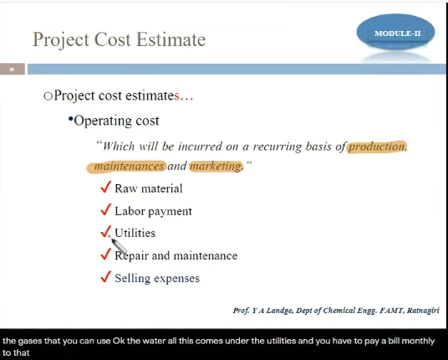 MODULE-II
Project Cost Estimate
Project cost estimates…
•Operating cost
“Which will be incurred on a recurring basis of production,
maintenances and marketing.”
✓Raw material
✓Labor payment
✓Utilities
✓Repair and maintenance
✓Selling expenses
Prof. Y A Landge, Dept of Chemical Engg. FAMT, Ratnagiri
the gases that you can use Ok the water all this comes under the utilities and you have to pay a bill monthly
to that